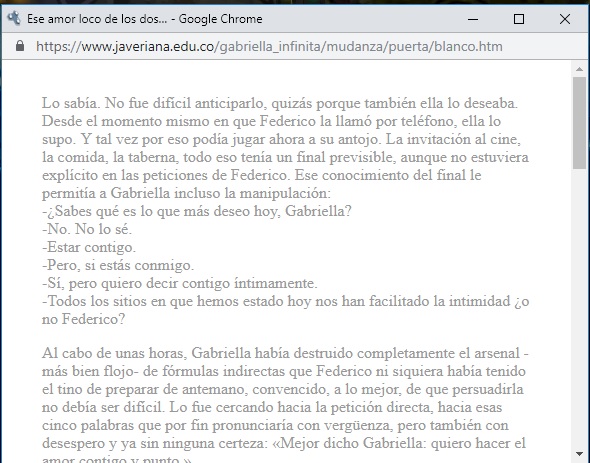 Ese amor loco de los dos... - Google Chrome
https://www.javeriana.edu.co/gabriella_infinita/mudanza/puerta/blanco.htm
Lo sabía. No fue difícil anticiparlo, quizás porque también ella lo deseaba.
Desde el momento mismo en que Federico la llamó por teléfono, ella lo
supo. Y tal vez por eso podía jugar ahora a su antojo. La invitación al cine,
la comida, la taberna, todo eso tenía un final previsible, aunque no estuviera
explícito en las peticiones de Federico. Ese conocimiento del final le
permitía a Gabriella incluso la manipulación:
-¿Sabes qué es lo que más deseo hoy, Gabriella?
-No. No lo sé.
-Estar contigo.
-Pero, si estás conmigo.
-Sí, pero quiero decir contigo íntimamente.
-Todos los sitios en que hemos estado hoy nos han facilitado la intimidad ¿o
no Federico?
Al cabo de unas horas, Gabriella había destruido completamente el arsenal -
más bien flojo- de fórmulas indirectas que Federico ni siquiera había tenido
el tino de preparar de antemano, convencido, a lo mejor, de que persuadirla
no debía ser difícil. Lo fue cercando hacia la petición directa, hacia esas
cinco palabras que por fin pronunciaría con vergüenza, pero también con
desespero y ya sin ninguna certeza: «Mejor dicho Gabriella: quiero hacer el
amor contigo y punto.»